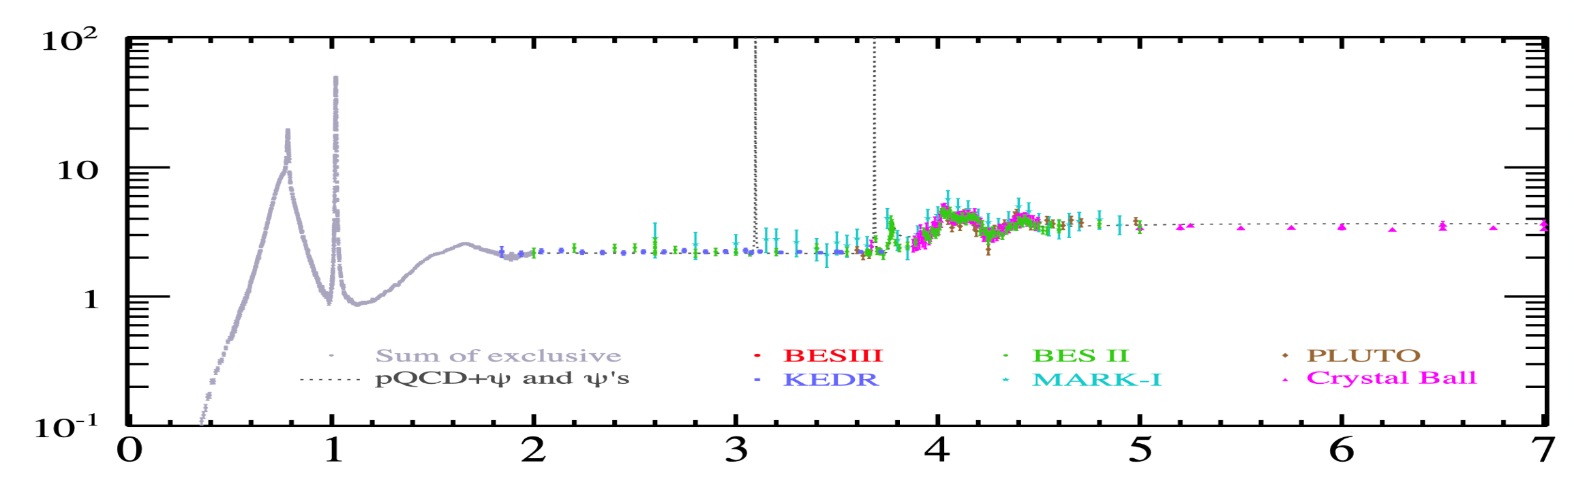 10²
10
1
10⁻¹
Sum of exclusive
BESIII
BES II
PLUTO
pQCD+ψ and ψ's
KEDR
MARK-I
Crystal Ball
0 1 2 3 4 5 6 7